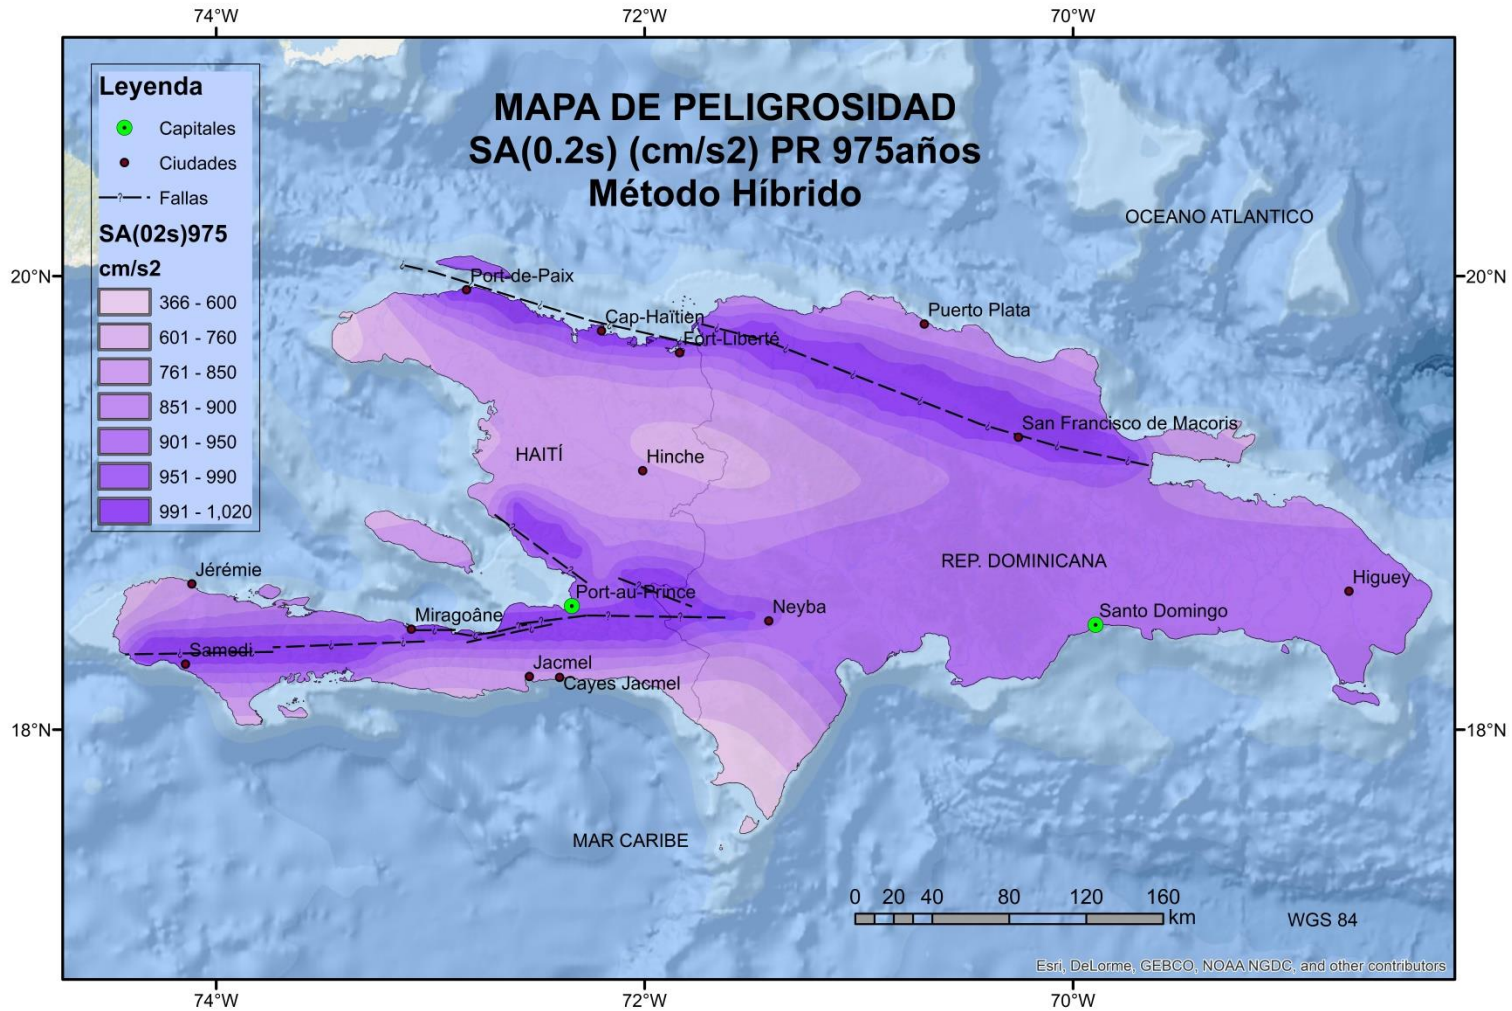 74°W 72°W 70°W
Leyenda
Capitales
Ciudades
Fallas
SA(02s)975
cm/s2
366 - 600
601 - 760
761 - 850
851 - 900
901 - 950
951 - 990
991 - 1,020
MAPA DE PELIGROSIDAD
SA(0.2s) (cm/s2) PR 975años
Método Híbrido
OCEANO ATLANTICO
20°N 20°N
Port-de-Paix
Cap-Haïtien
Fort-Liberté
Puerto Plata
San Francisco de Macoris
HAITÍ
Hinche
REP. DOMINICANA
Jérémie
Port-au-Prince
Miragoâne
Neyba
Higuey
Santo Domingo
Samedi
Jacmel
Cayes Jacmel
18°N 18°N
MAR CARIBE
0 20 40 80 120 160
km
WGS 84
Esri, DeLorme, GEBCO, NOAA NGDC, and other contributors
74°W 72°W 70°W